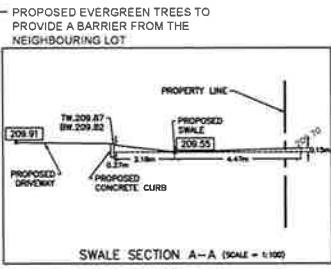 PROPOSED EVERGREEN TREES TO
PROVIDE A BARRIER FROM THE
NEIGHBOURING LOT
PROPERTY LINE
TW.209.87
BW.209.82
PROPOSED
SWALE
209.91
209.55
209.70
0.15m
0.27m
3.18m
4.47m
PROPOSED
DRIVEWAY
PROPOSED
CONCRETE CURB
SWALE SECTION A-A (SCALE = 1:100)